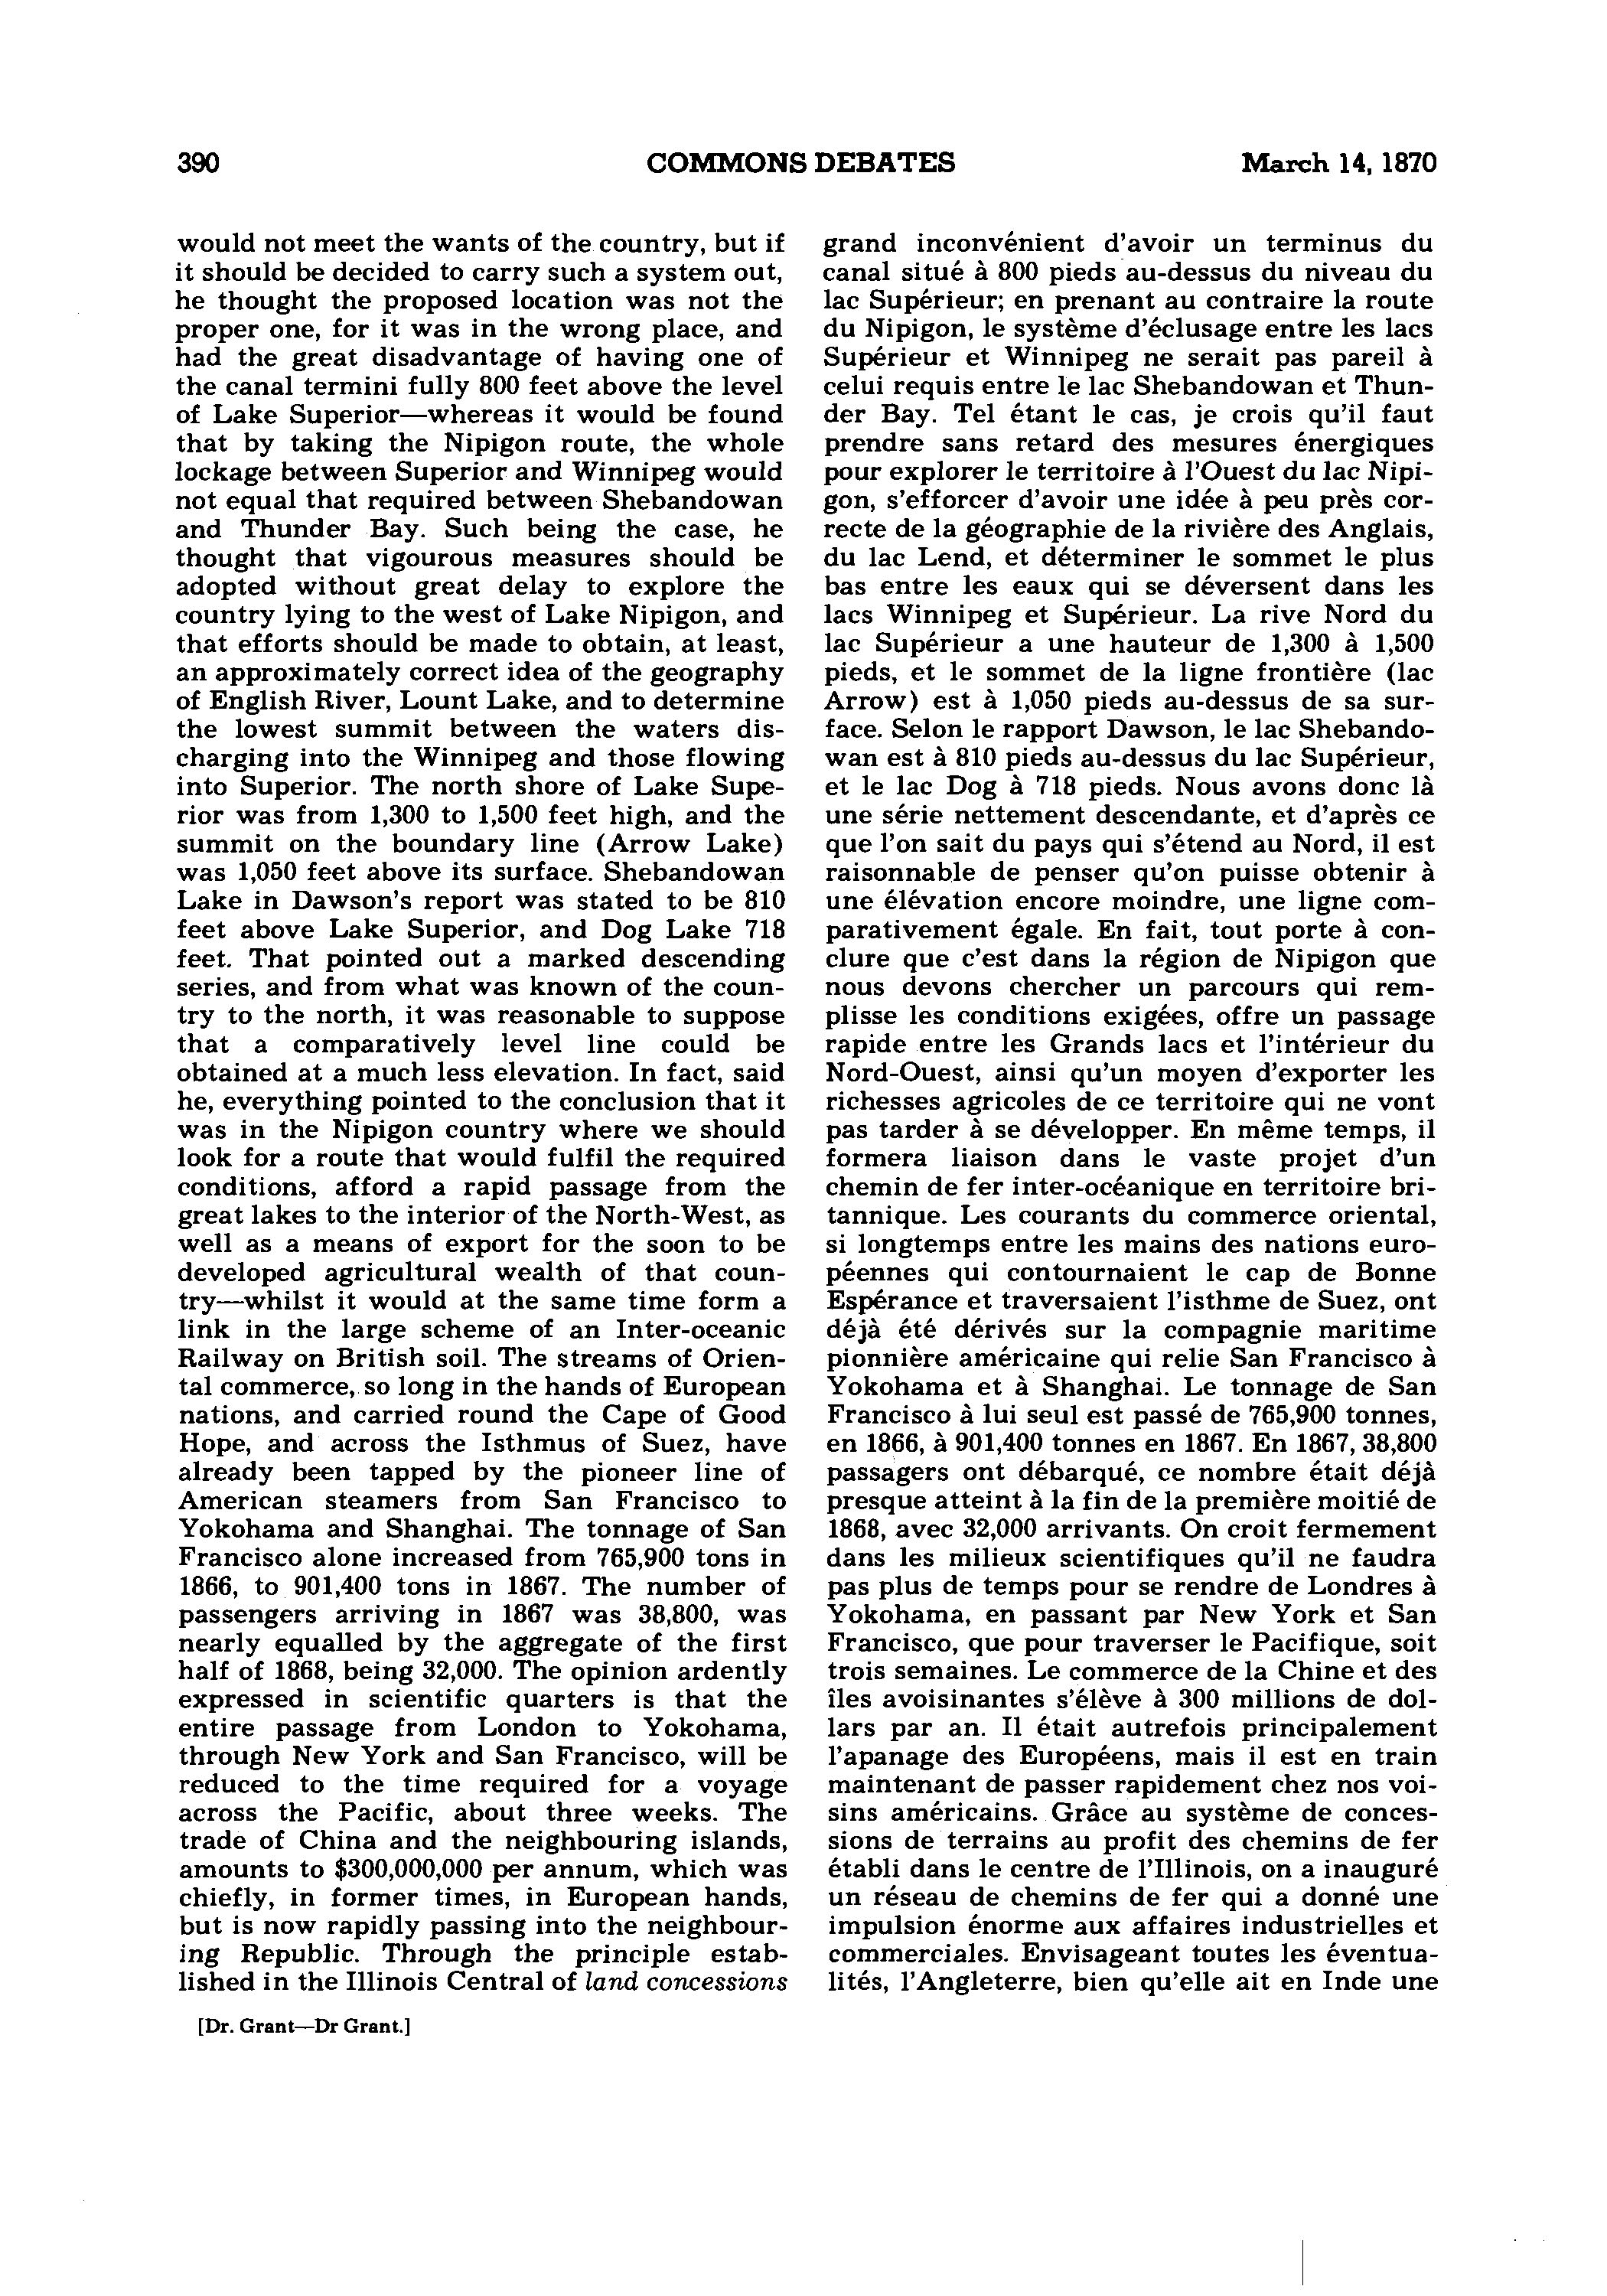 390
COMMONS DEBATES
March 14, 1870
would not meet the wants of the country, but if
it should be decided to carry such a system out,
he thought the proposed location was not the
proper one, for it was in the wrong place, and
had the great disadvantage of having one of
the canal termini fully 800 feet above the level
of Lake Superior—whereas it would be found
that by taking the Nipigon route, the whole
lockage between Superior and Winnipeg would
not equal that required between Shebandowan
and Thunder Bay. Such being the case, he
thought that vigourous measures should be
adopted without great delay to explore the
country lying to the west of Lake Nipigon, and
that efforts should be made to obtain, at least,
an approximately correct idea of the geography
of English River, Lount Lake, and to determine
the lowest summit between the waters dis-
charging into the Winnipeg and those flowing
into Superior. The north shore of Lake Supe-
rior was from 1,300 to 1,500 feet high, and the
summit on the boundary line (Arrow Lake)
was 1,050 feet above its surface. Shebandowan
Lake in Dawson's report was stated to be 810
feet above Lake Superior, and Dog Lake 718
feet. That pointed out a marked descending
series, and from what was known of the coun-
try to the north, it was reasonable to suppose
that a comparatively level line could be
obtained at a much less elevation. In fact, said
he, everything pointed to the conclusion that it
was in the Nipigon country where we should
look for a route that would fulfil the required
conditions, afford a rapid passage from the
great lakes to the interior of the North-West, as
well as a means of export for the soon to be
developed agricultural wealth of that coun-
try—whilst it would at the same time form a
link in the large scheme of an Inter-oceanic
Railway on British soil. The streams of Orien-
tal commerce, so long in the hands of European
nations, and carried round the Cape of Good
Hope, and across the Isthmus of Suez, have
already been tapped by the pioneer line of
American steamers from San Francisco to
Yokohama and Shanghai. The tonnage of San
Francisco alone increased from 765,900 tons in
1866, to 901,400 tons in 1867. The number of
passengers arriving in 1867 was 38,800, was
nearly equalled by the aggregate of the first
half of 1868, being 32,000. The opinion ardently
expressed in scientific quarters is that the
entire passage from London to Yokohama,
through New York and San Francisco, will be
reduced to the time required for a voyage
across the Pacific, about three weeks. The
trade of China and the neighbouring islands,
amounts to $300,000,000 per annum, which was
chiefly, in former times, in European hands,
but is now rapidly passing into the neighbour-
ing Republic. Through the principle estab-
lished in the Illinois Central of land concessions
grand inconvénient d'avoir un terminus du
canal situé à 800 pieds au-dessus du niveau du
lac Supérieur; en prenant au contraire la route
du Nipigon, le système d'éclusage entre les lacs
Supérieur et Winnipeg ne serait pas pareil à
celui requis entre le lac Shebandowan et Thun-
der Bay. Tel étant le cas, je crois qu'il faut
prendre sans retard des mesures énergiques
pour explorer le territoire à l'Ouest du lac Nipi-
gon, s'efforcer d'avoir une idée à peu près cor-
recte de la géographie de la rivière des Anglais,
du lac Lend, et déterminer le sommet le plus
bas entre les eaux qui se déversent dans les
lacs Winnipeg et Supérieur. La rive Nord du
lac Supérieur a une hauteur de 1,300 à 1,500
pieds, et le sommet de la ligne frontière (lac
Arrow) est à 1,050 pieds au-dessus de sa sur-
face. Selon le rapport Dawson, le lac Shebando-
wan est à 810 pieds au-dessus du lac Supérieur,
et le lac Dog à 718 pieds. Nous avons donc là
une série nettement descendante, et d'après ce
que l'on sait du pays qui s'étend au Nord, il est
raisonnable de penser qu'on puisse obtenir à
une élévation encore moindre, une ligne com-
parativement égale. En fait, tout porte à con-
clure que c'est dans la région de Nipigon que
nous devons chercher un parcours qui rem-
plisse les conditions exigées, offre un passage
rapide entre les Grands lacs et l'intérieur du
Nord-Ouest, ainsi qu'un moyen d'exporter les
richesses agricoles de ce territoire qui ne vont
pas tarder à se développer. En même temps, il
formera liaison dans le vaste projet d'un
chemin de fer inter-océanique en territoire bri-
tannique. Les courants du commerce oriental,
si longtemps entre les mains des nations euro-
péennes qui contournaient le cap de Bonne
Espérance et traversaient l'isthme de Suez, ont
déjà été dérivés sur la compagnie maritime
pionnière américaine qui relie San Francisco à
Yokohama et à Shanghai. Le tonnage de San
Francisco à lui seul est passé de 765,900 tonnes,
en 1866, à 901,400 tonnes en 1867. En 1867, 38,800
passagers ont débarqué, ce nombre était déjà
presque atteint à la fin de la première moitié de
1868, avec 32,000 arrivants. On croit fermement
dans les milieux scientifiques qu'il ne faudra
pas plus de temps pour se rendre de Londres à
Yokohama, en passant par New York et San
Francisco, que pour traverser le Pacifique, soit
trois semaines. Le commerce de la Chine et des
îles avoisinantes s'élève à 300 millions de dol-
lars par an. Il était autrefois principalement
l'apanage des Européens, mais il est en train
maintenant de passer rapidement chez nos voi-
sins américains. Grâce au système de conces-
sions de terrains au profit des chemins de fer
établi dans le centre de l'Illinois, on a inauguré
un réseau de chemins de fer qui a donné une
impulsion énorme aux affaires industrielles et
commerciales. Envisageant toutes les éventua-
lités, l'Angleterre, bien qu'elle ait en Inde une
[Dr. Grant—Dr Grant.]